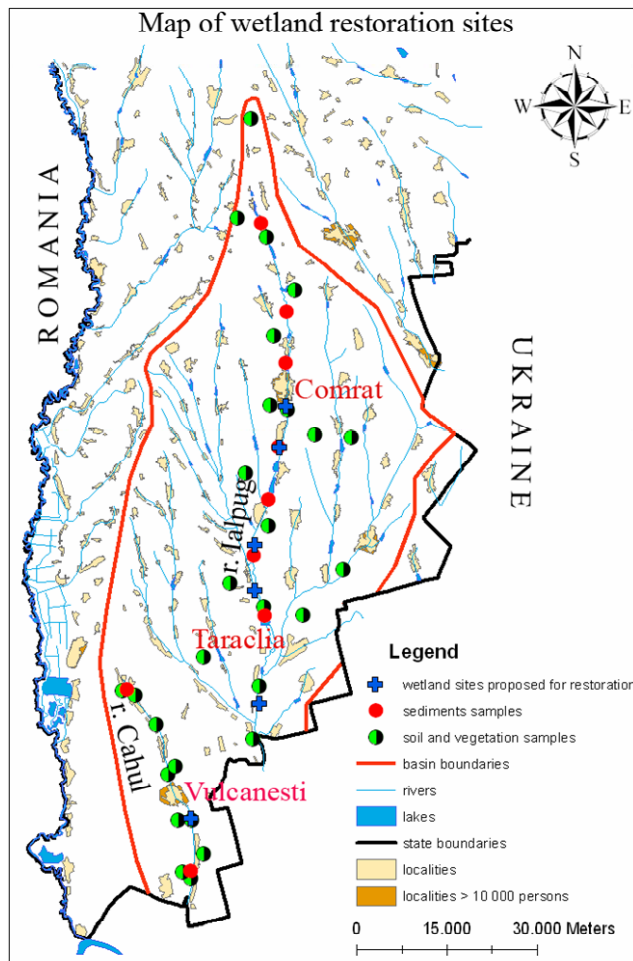 Map of wetland restoration sites
N
W E
S
ROMANIA
UKRAINE
Comrat
r. Ialpug
Taraclia
r. Cahul
Vulcanesti
Legend
wetland sites proposed for restoration
sediments samples
soil and vegetation samples
basin boundaries
rivers
lakes
state boundaries
localities
localities > 10 000 persons
0 15.000 30.000 Meters